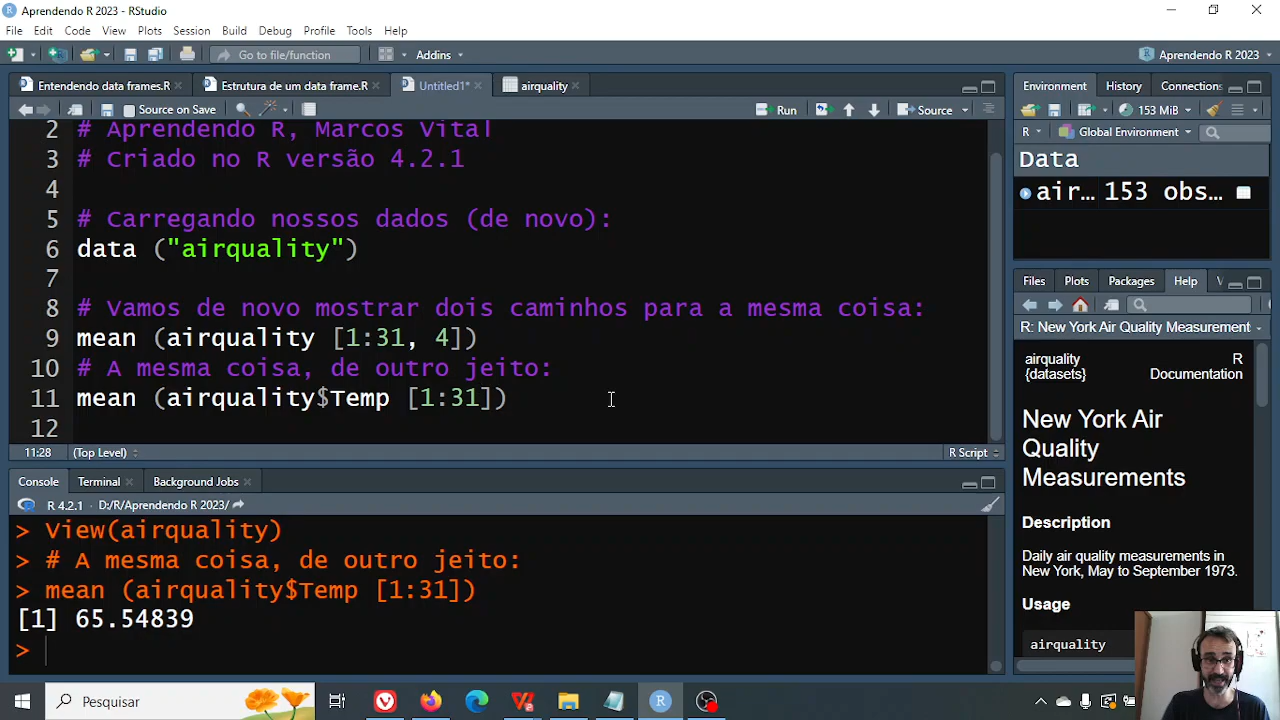 Aprendendo R 2023 - RStudio
File Edit Code View Plots Session Build Debug Profile Tools Help
Go to file/function Addins Aprendendo R 2023
Entendendo data frames.R Estrutura de um data frame.R Untitled1* airquality
Environment History Connections
Source on Save Run Source
153 MiB
R Global Environment
2 # Aprendendo R, Marcos Vital
3 # Criado no R versão 4.2.1
4
5 # Carregando nossos dados (de novo):
6 data ("airquality")
7
8 # Vamos de novo mostrar dois caminhos para a mesma coisa:
9 mean (airquality [1:31, 4])
10 # A mesma coisa, de outro jeito:
11 mean (airquality$Temp [1:31])
12
11:28 (Top Level) R Script
Data
air... 153 obs...
Files Plots Packages Help
R: New York Air Quality Measurement
airquality R
{datasets} Documentation
New York Air
Quality
Measurements
Description
Daily air quality measurements in
New York, May to September 1973.
Usage
airquality
Console Terminal Background Jobs
R 4.2.1 · D:/R/Aprendendo R 2023/
> View(airquality)
> # A mesma coisa, de outro jeito:
> mean (airquality$Temp [1:31])
[1] 65.54839
>
Pesquisar